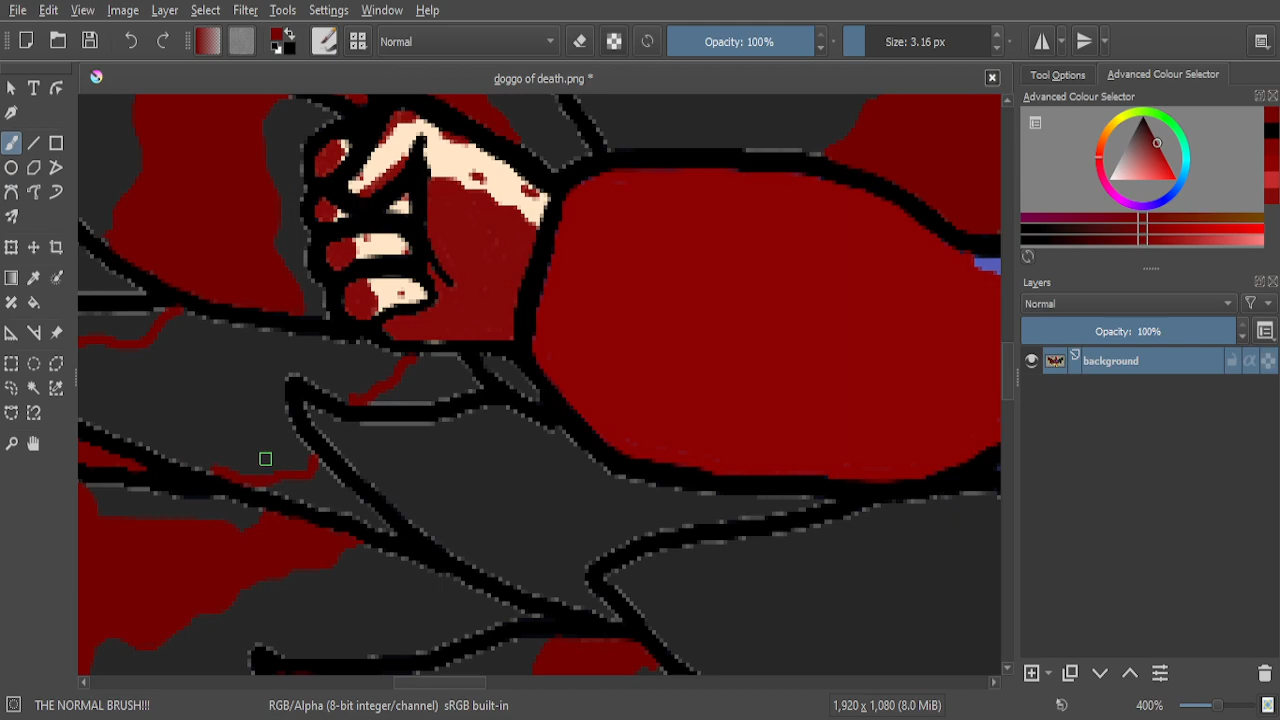 File Edit View Image Layer Select Filter Tools Settings Window Help
Normal Opacity: 100% Size: 3.16 px
doggo of death.png *
Tool Options Advanced Colour Selector
Advanced Colour Selector
Layers
Normal
Opacity: 100%
background
THE NORMAL BRUSH!!! RGB/Alpha (8-bit integer/channel) sRGB built-in 1,920 x 1,080 (8.0 MiB) 400%